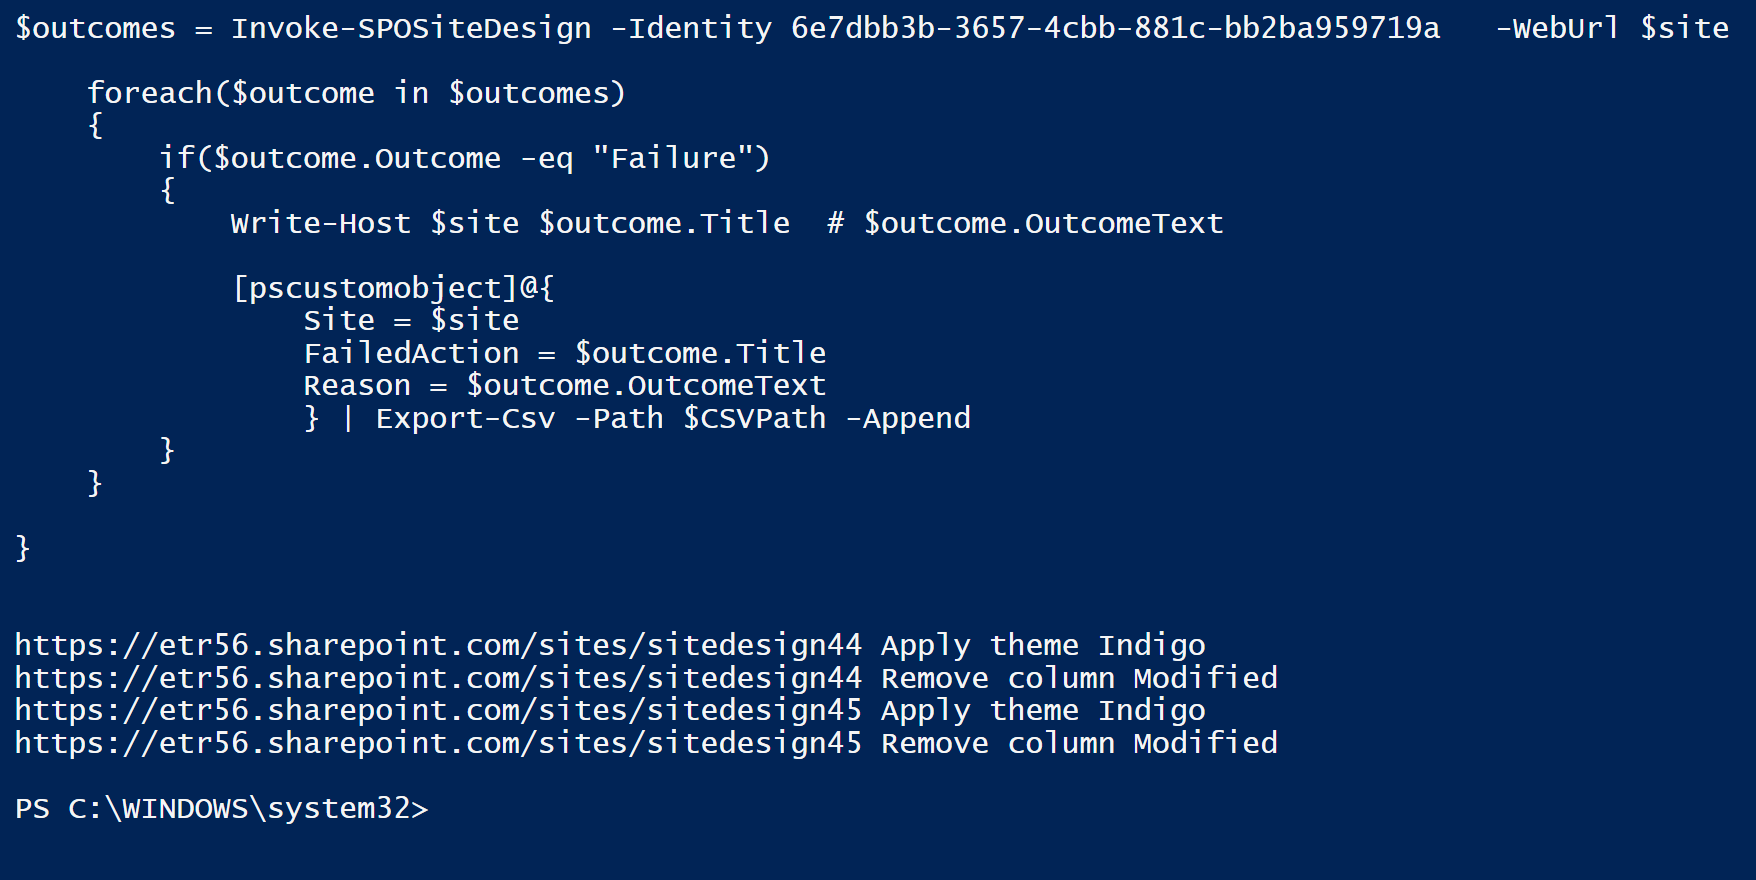 $outcomes = Invoke-SPOSiteDesign -Identity 6e7dbb3b-3657-4cbb-881c-bb2ba959719a   -WebUrl $site
foreach($outcome in $outcomes)
{
if($outcome.Outcome -eq "Failure")
{
Write-Host $site $outcome.Title  # $outcome.OutcomeText
[pscustomobject]@{
Site = $site
FailedAction = $outcome.Title
Reason = $outcome.OutcomeText
} | Export-Csv -Path $CSVPath -Append
}
}
}
https://etr56.sharepoint.com/sites/sitedesign44 Apply theme Indigo
https://etr56.sharepoint.com/sites/sitedesign44 Remove column Modified
https://etr56.sharepoint.com/sites/sitedesign45 Apply theme Indigo
https://etr56.sharepoint.com/sites/sitedesign45 Remove column Modified
PS C:\WINDOWS\system32>